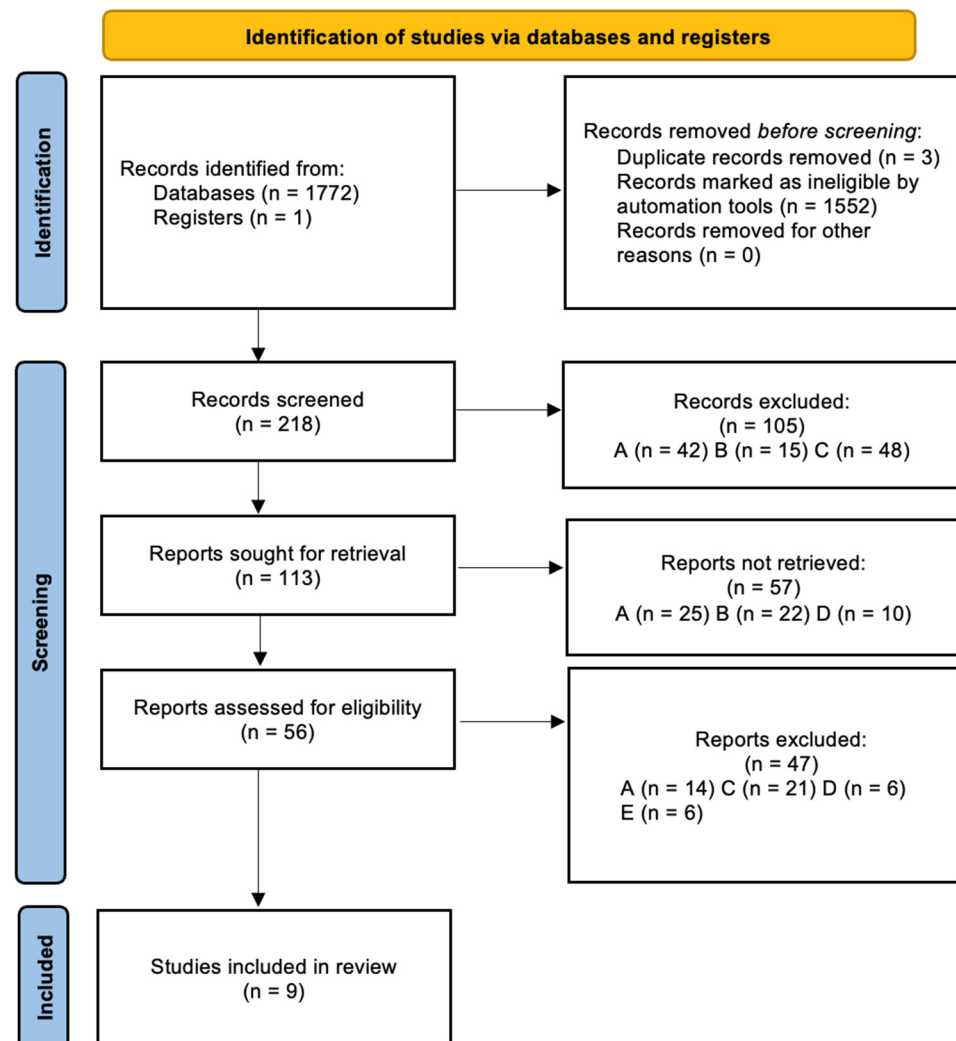 Identification of studies via databases and registers
Identification
Records identified from:
Databases (n = 1772)
Registers (n = 1)
Records removed before screening:
Duplicate records removed (n = 3)
Records marked as ineligible by
automation tools (n = 1552)
Records removed for other
reasons (n = 0)
Screening
Records screened
(n = 218)
Records excluded:
(n = 105)
A (n = 42) B (n = 15) C (n = 48)
Reports sought for retrieval
(n = 113)
Reports not retrieved:
(n = 57)
A (n = 25) B (n = 22) D (n = 10)
Reports assessed for eligibility
(n = 56)
Reports excluded:
(n = 47)
A (n = 14) C (n = 21) D (n = 6)
E (n = 6)
Included
Studies included in review
(n = 9)